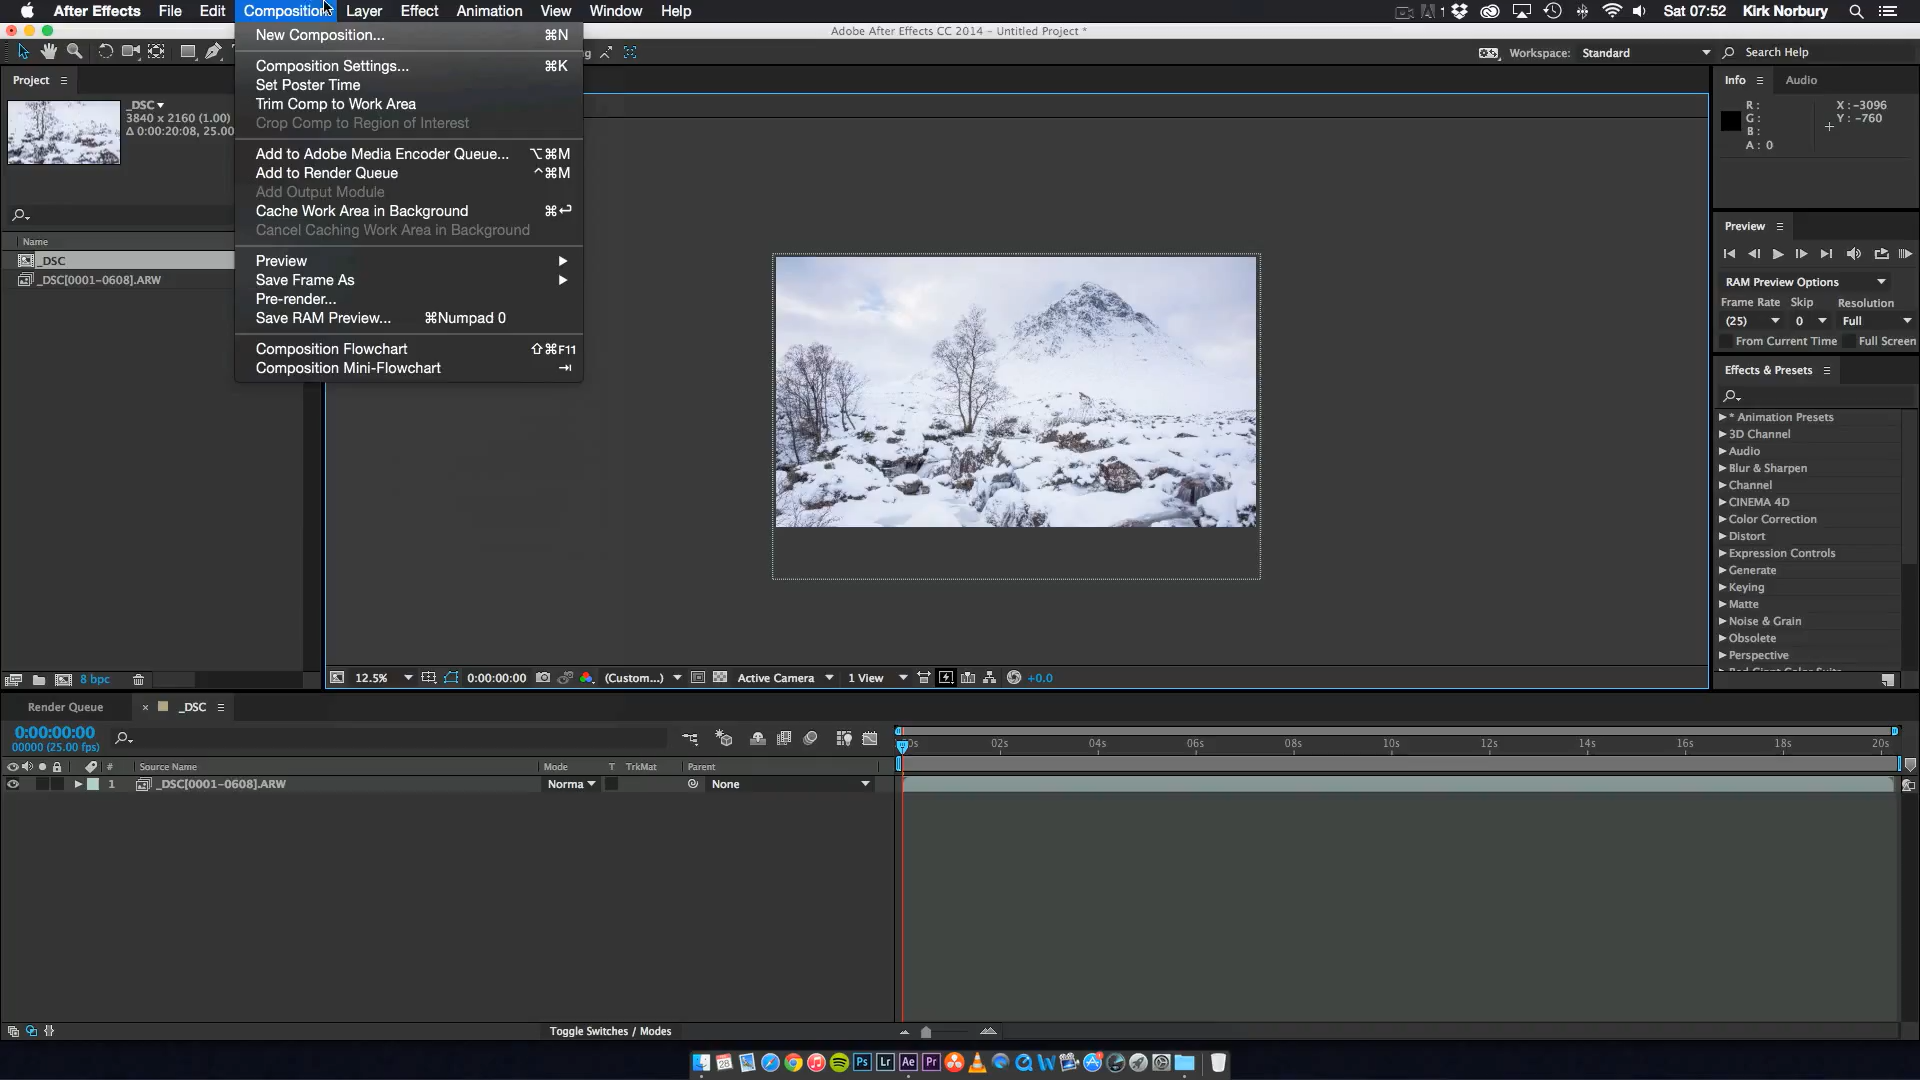 After Effects File Edit Composition Layer Effect Animation View Window Help
1 Sat 07:52 Kirk Norbury
Adobe After Effects CC 2014 – Untitled Project *
Workspace: Standard Search Help
New Composition... ⌘N
Composition Settings... ⌘K
Set Poster Time
Trim Comp to Work Area
Crop Comp to Region of Interest
Add to Adobe Media Encoder Queue... ⌥⌘M
Add to Render Queue ^⌘M
Add Output Module
Cache Work Area in Background ⌘↩
Cancel Caching Work Area in Background
Preview
Save Frame As
Pre-render...
Save RAM Preview... ⌘Numpad 0
Composition Flowchart ⇧⌘F11
Composition Mini-Flowchart ⇥
Project
_DSC
3840 x 2160 (1.00)
Δ 0:00:20:08, 25.00
Name
_DSC
_DSC[0001-0608].ARW
8 bpc
12.5% 0:00:00:00 (Custom...) Active Camera 1 View +0.0
Info Audio
R: X: -3096
G: Y: -760
B:
A: 0
Preview
RAM Preview Options
Frame Rate Skip Resolution
(25) 0 Full
From Current Time Full Screen
Effects & Presets
* Animation Presets
3D Channel
Audio
Blur & Sharpen
Channel
CINEMA 4D
Color Correction
Distort
Expression Controls
Generate
Keying
Matte
Noise & Grain
Obsolete
Perspective
Render Queue _DSC
0:00:00:00
00000 (25.00 fps)
02s 04s 06s 08s 10s 12s 14s 16s 18s 20s
# Source Name Mode T TrkMat Parent
1 _DSC[0001-0608].ARW Norma None
Toggle Switches / Modes
28 Ps Lr Ae Pr W